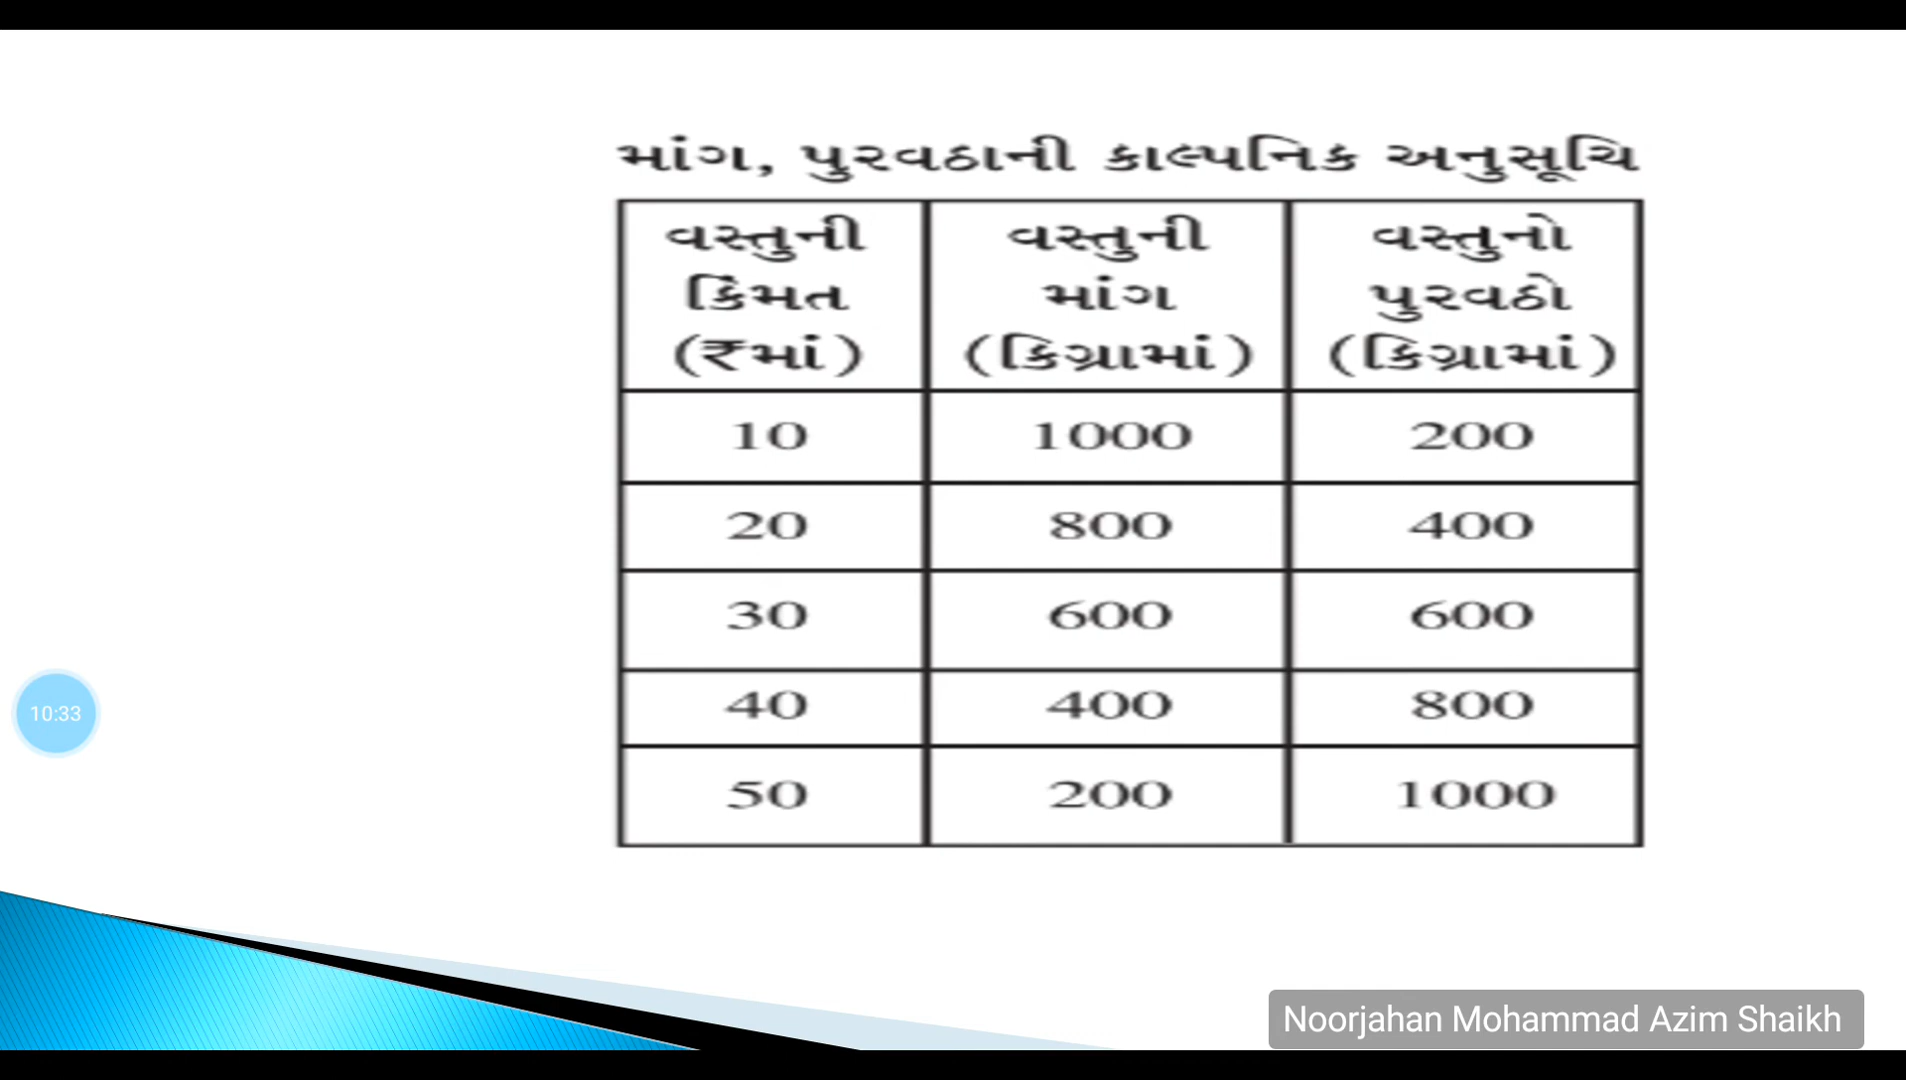 માંગ, પુરવઠાની કાલ્પનિક અનુસૂચિ
વસ્તુની કિંમત (₹માં) વસ્તુની માંગ (કિગ્રામાં) વસ્તુનો પુરવઠો (કિગ્રામાં)
10 1000 200
20 800 400
30 600 600
40 400 800
50 200 1000
10:33
Noorjahan Mohammad Azim Shaikh